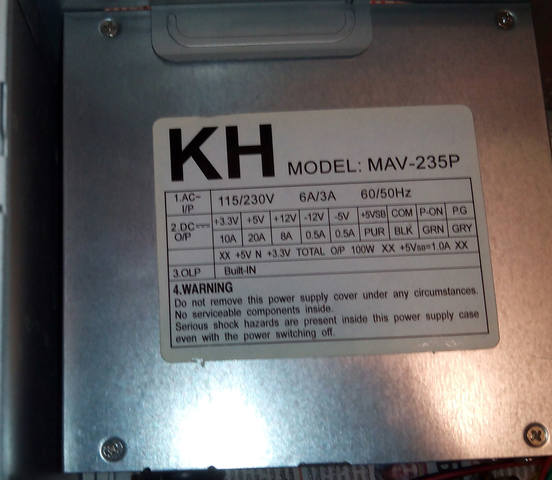 KH MODEL: MAV-235P
1.AC~ I/P 115/230V 6A/3A 60/50Hz
2.DC O/P +3.3V +5V +12V -12V -5V +5VSB COM P-ON P.G
10A 20A 8A 0.5A 0.5A PUR BLK GRN GRY
XX +5V N +3.3V TOTAL O/P 100W XX +5VSB=1.0A XX
3.OLP Built-IN
4.WARNING
Do not remove this power supply cover under any circumstances.
No serviceable components inside.
Serious shock hazards are present inside this power supply case
even with the power switching off.